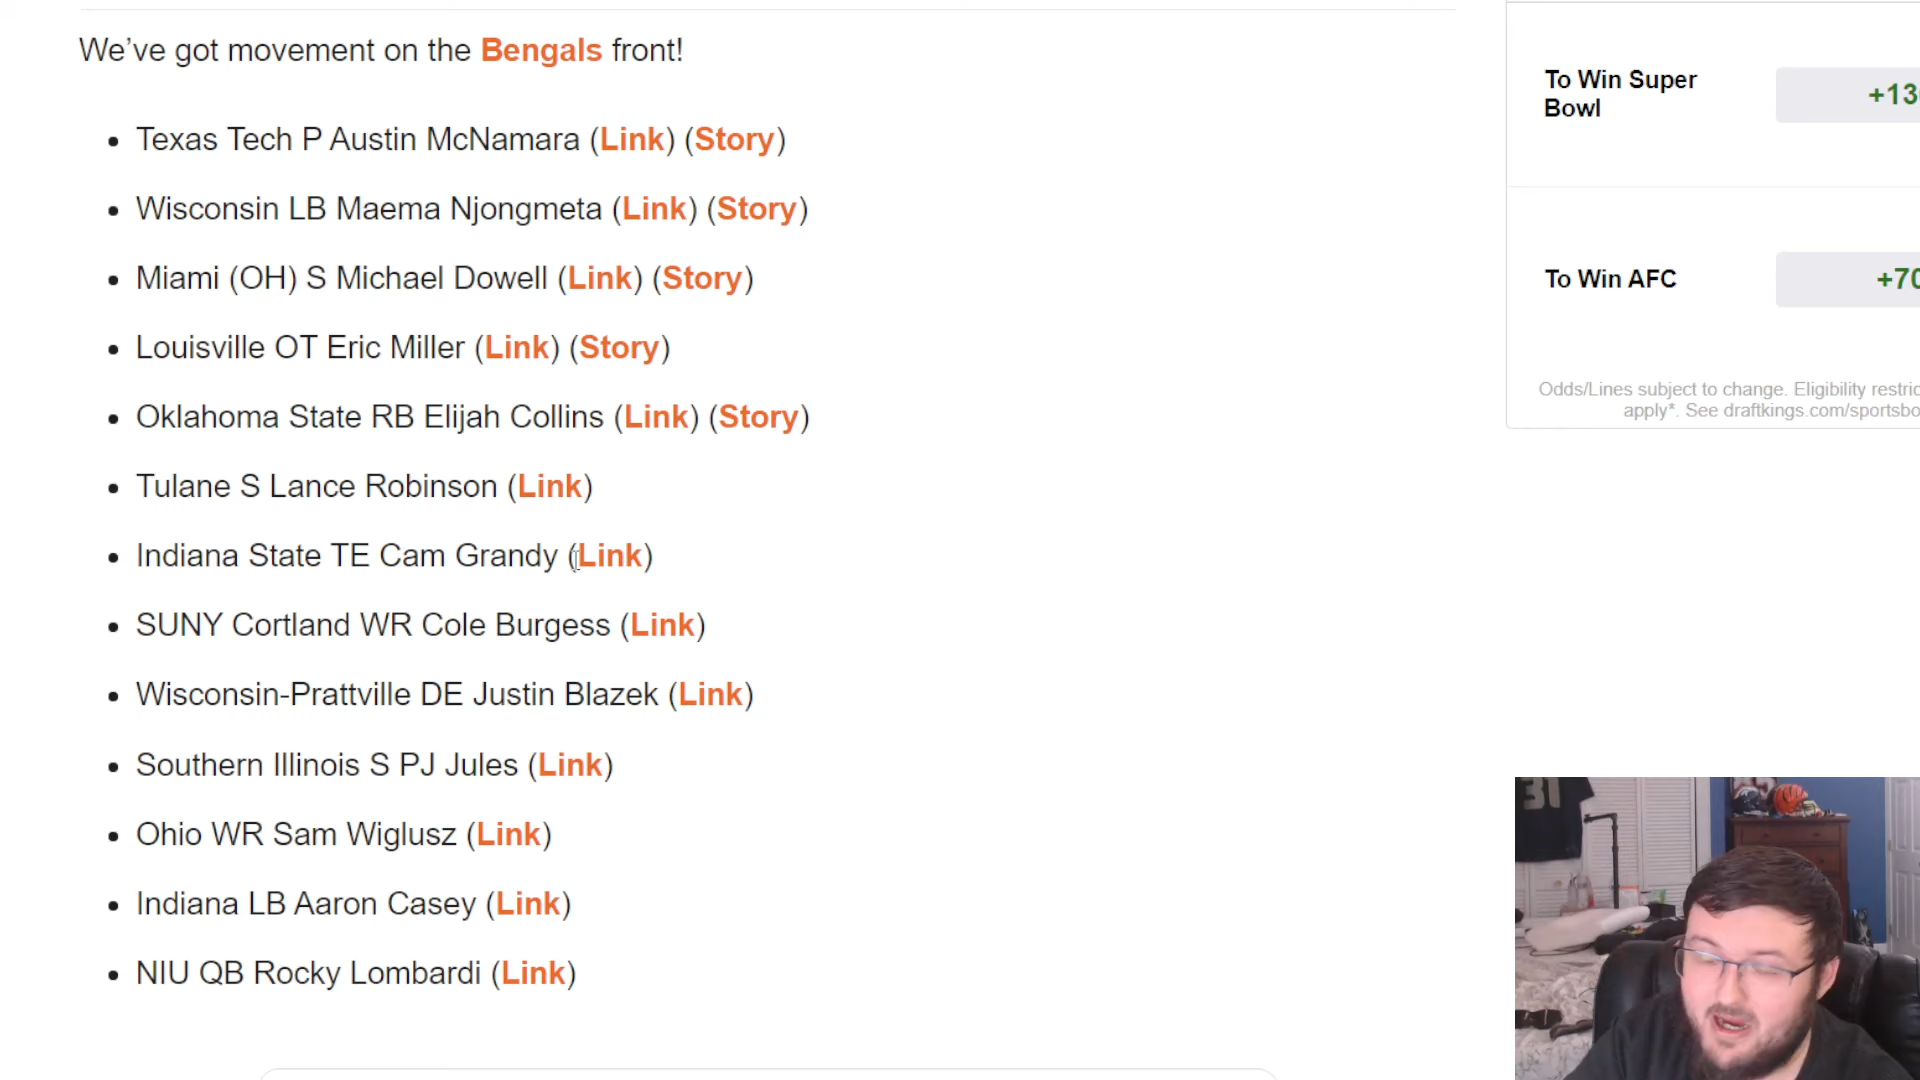 We've got movement on the Bengals front!
• Texas Tech P Austin McNamara (Link) (Story)
• Wisconsin LB Maema Njongmeta (Link) (Story)
• Miami (OH) S Michael Dowell (Link) (Story)
• Louisville OT Eric Miller (Link) (Story)
• Oklahoma State RB Elijah Collins (Link) (Story)
• Tulane S Lance Robinson (Link)
• Indiana State TE Cam Grandy (Link)
• SUNY Cortland WR Cole Burgess (Link)
• Wisconsin-Prattville DE Justin Blazek (Link)
• Southern Illinois S PJ Jules (Link)
• Ohio WR Sam Wiglusz (Link)
• Indiana LB Aaron Casey (Link)
• NIU QB Rocky Lombardi (Link)
To Win Super
Bowl
+13
To Win AFC
+70
Odds/Lines subject to change. Eligibility restric
apply*. See draftkings.com/sportsbo
31